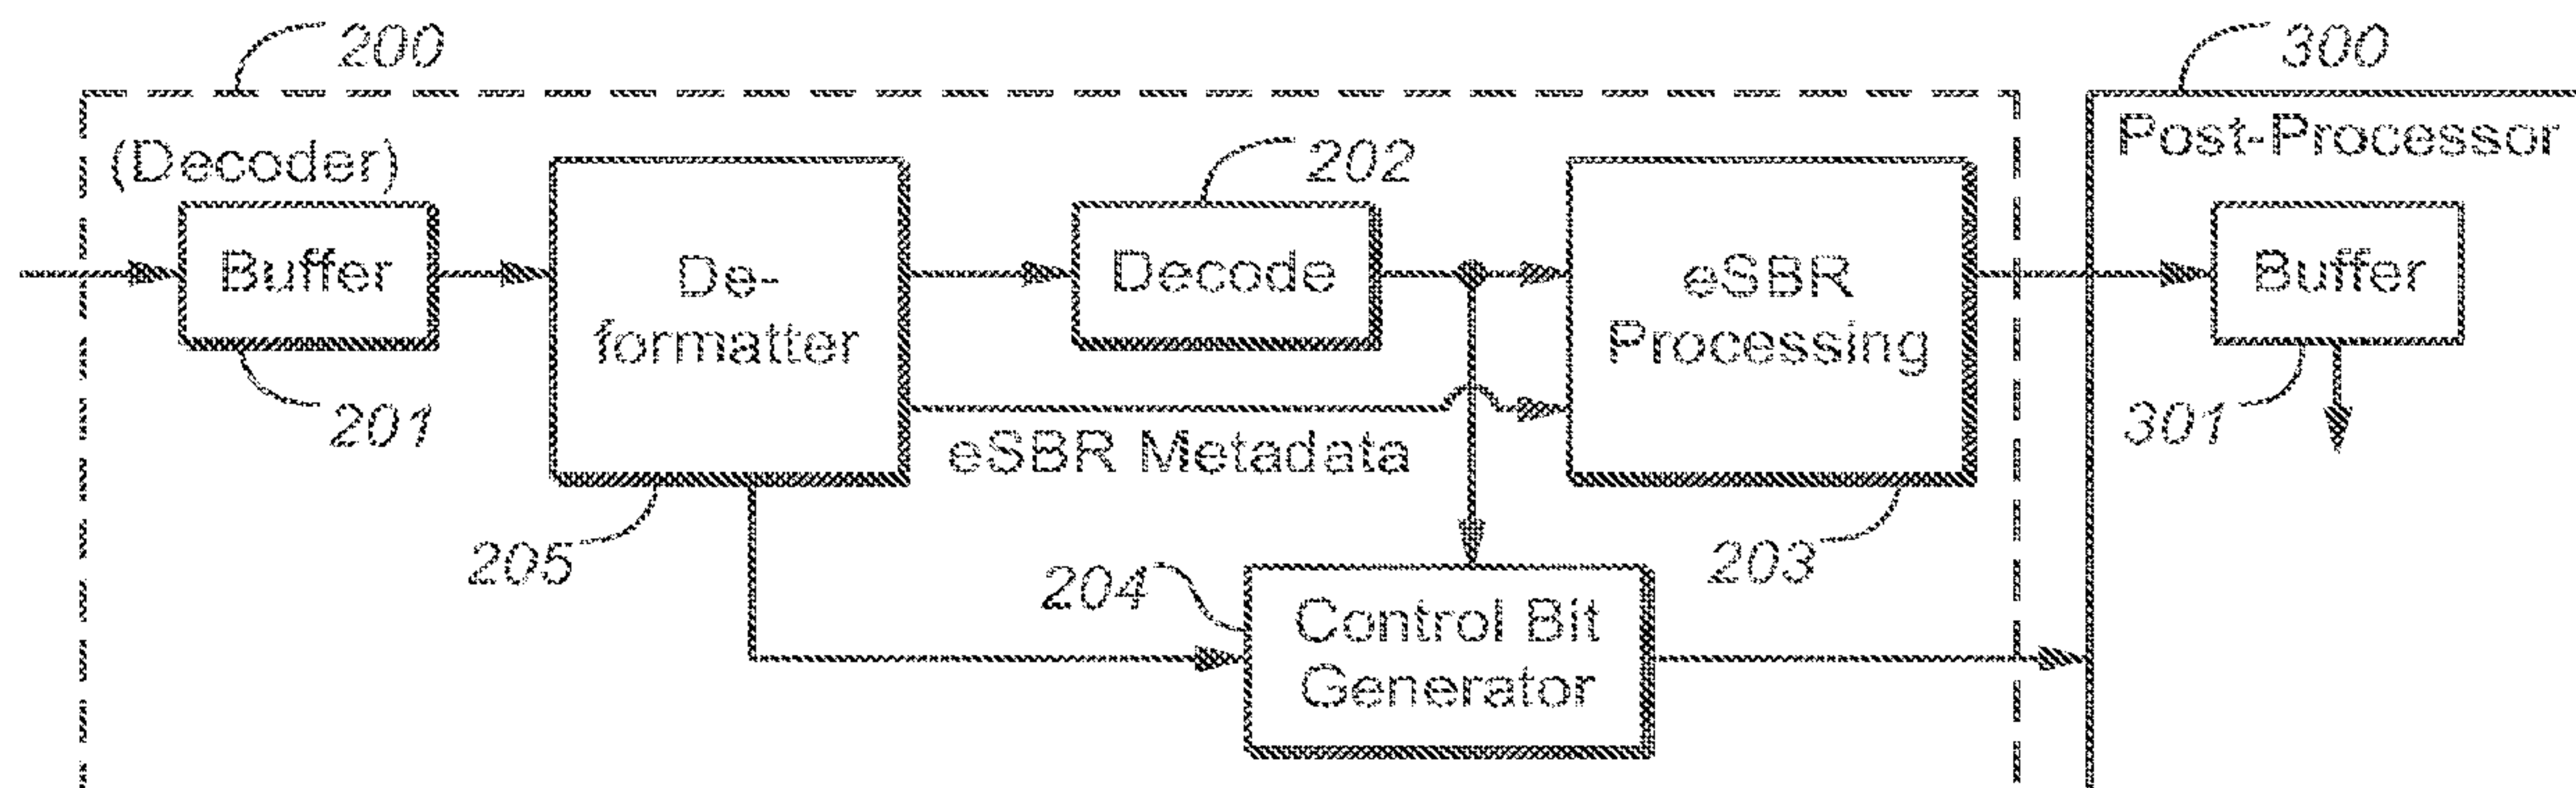 200
300
(Decoder)
Post-Processor
202
Buffer
De-
formatter
Decode
eSBR
Processing
Buffer
201
eSBR Metadata
301
205
204
203
Control Bit
Generator